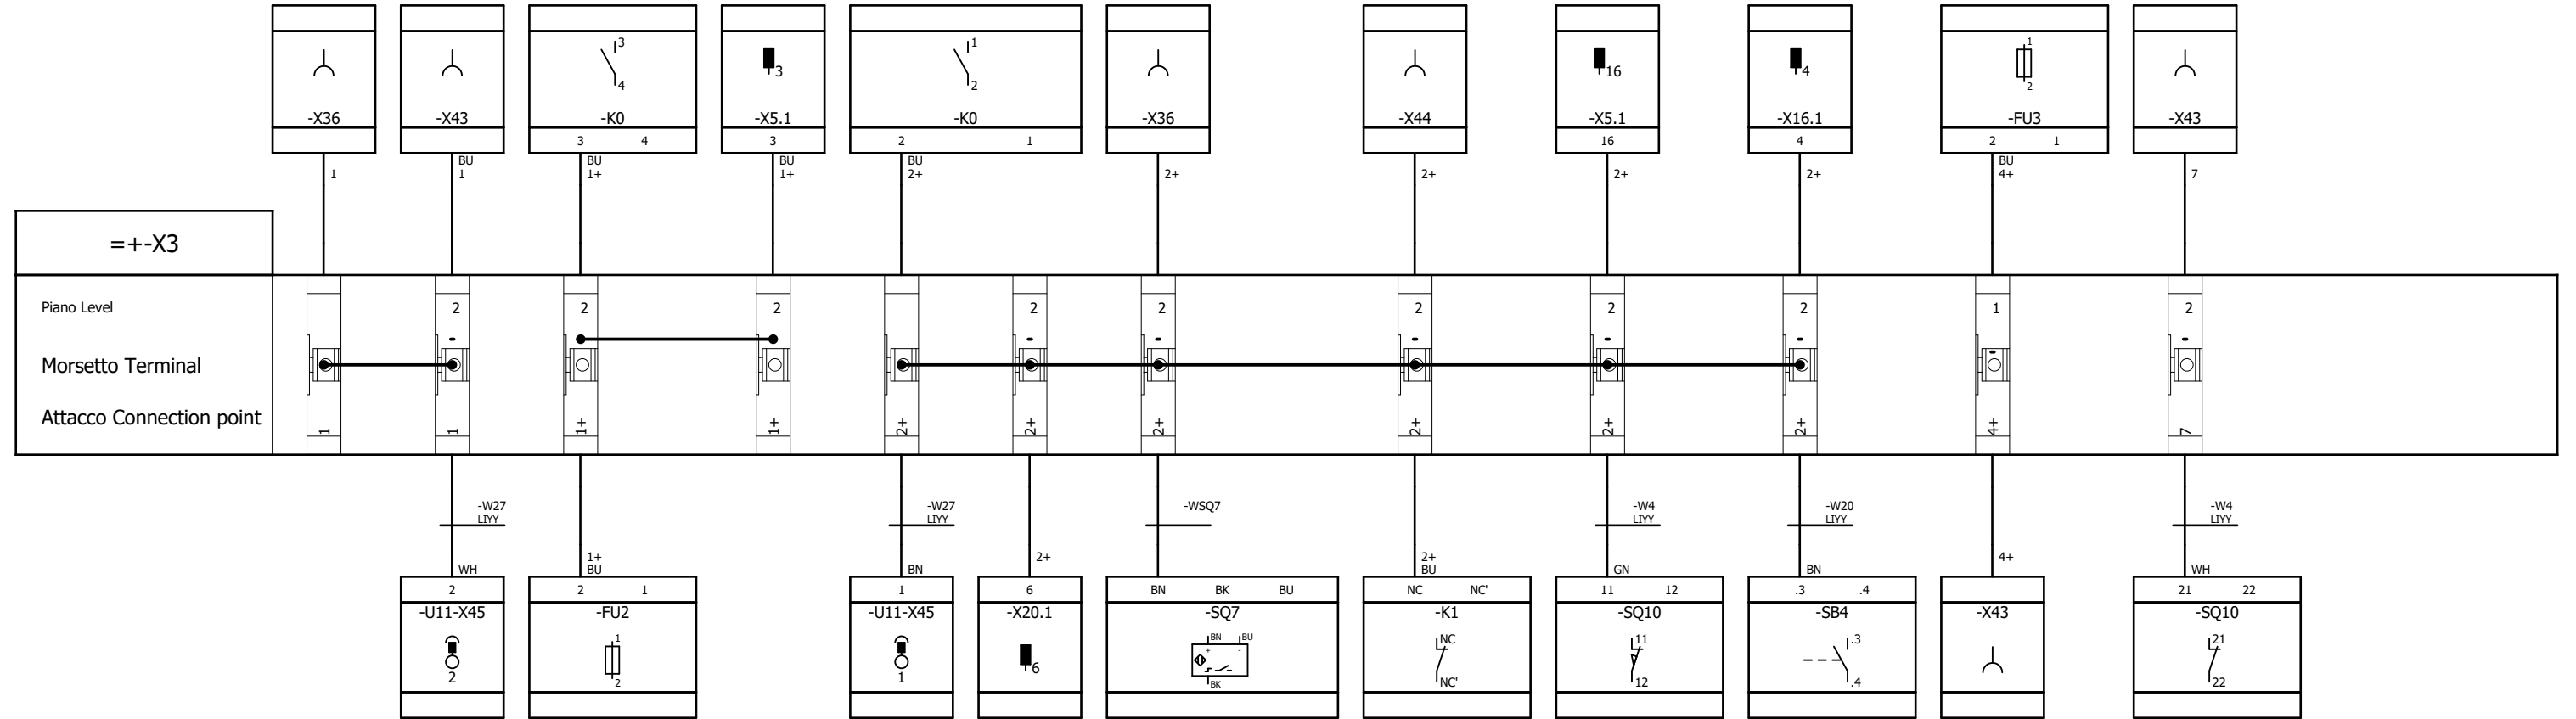 3 1 1
4 3 2 16 4 2
-X36 -X43 -K0 -X5.1 -K0 -X36 -X44 -X5.1 -X16.1 -FU3 -X43
3 4 3 2 1 16 4 2 1
BU BU BU BU BU
1 1 1+ 1+ 2+ 2+ 2+ 2+ 2+ 4+ 7
=+-X3
Piano Level 2 2 2 2 2 2 2 2 1 2
Morsetto Terminal
Attacco Connection point 1 1 1+ 1+ 2+ 2+ 2+ 2+ 2+ 2+ 4+ 7
-W27 -W27 -WSQ7 -W4 -W20 -W4
LIYY LIYY LIYY LIYY LIYY
1+ 2+ 2+ 4+
WH BU BN BU GN BN WH
2 2 1 1 6 BN BK BU NC NC' 11 12 .3 .4 21 22
-U11-X45 -FU2 -U11-X45 -X20.1 -SQ7 -K1 -SQ10 -SB4 -X43 -SQ10
1 BN BU NC 11 .3 21
+ -
2 2 1 6 BK NC' 12 .4 22